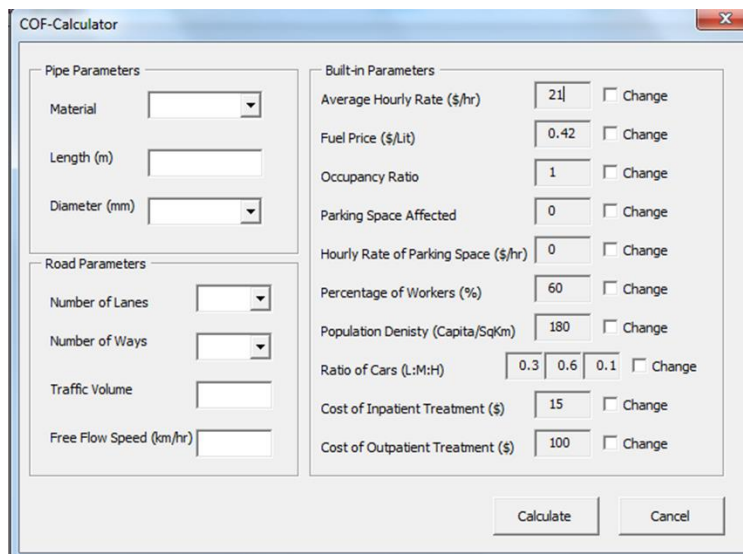 COF-Calculator
x
Pipe Parameters
Material
Length (m)
Diameter (mm)
Road Parameters
Number of Lanes
Number of Ways
Traffic Volume
Free Flow Speed (km/hr)
Built-in Parameters
Average Hourly Rate ($/hr) 21 Change
Fuel Price ($/Lit) 0.42 Change
Occupancy Ratio 1 Change
Parking Space Affected 0 Change
Hourly Rate of Parking Space ($/hr) 0 Change
Percentage of Workers (%) 60 Change
Population Denisty (Capita/SqKm) 180 Change
Ratio of Cars (L:M:H) 0.3 0.6 0.1 Change
Cost of Inpatient Treatment ($) 15 Change
Cost of Outpatient Treatment ($) 100 Change
Calculate Cancel